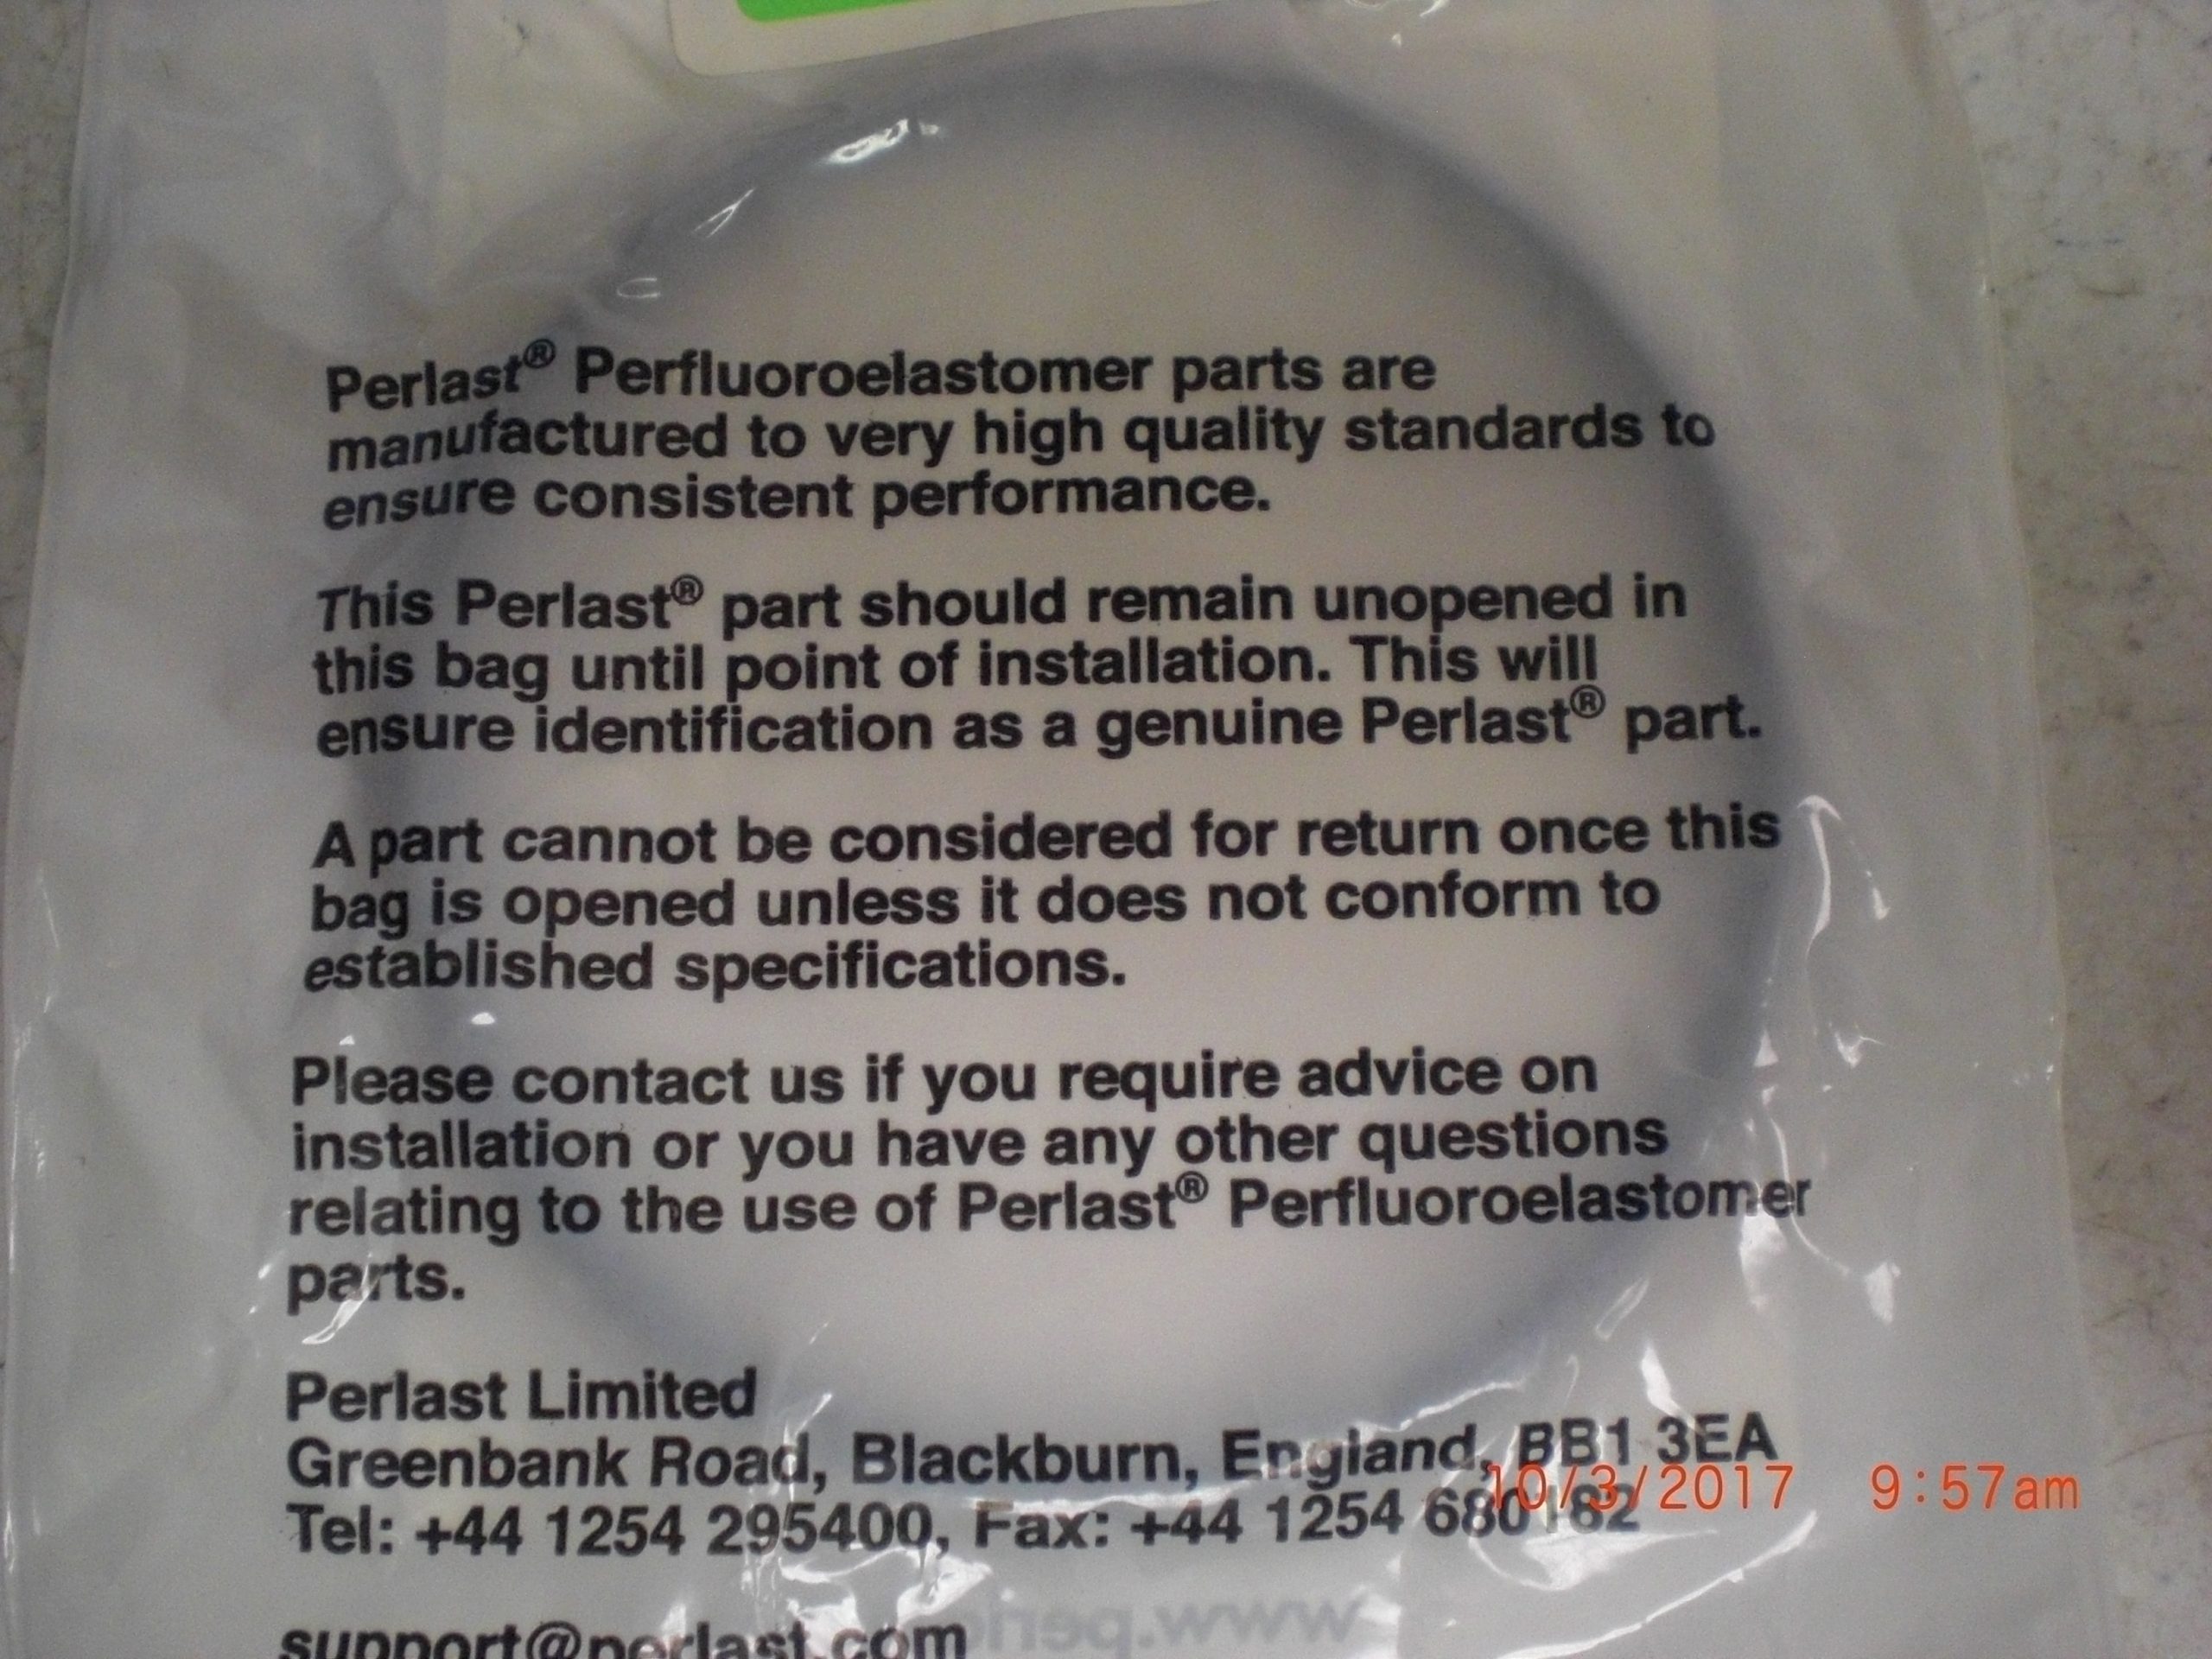 Perlast® Perfluoroelastomer parts are
manufactured to very high quality standards to
ensure consistent performance.
This Perlast® part should remain unopened in
this bag until point of installation. This will
ensure identification as a genuine Perlast® part.
A part cannot be considered for return once this
bag is opened unless it does not conform to
established specifications.
Please contact us if you require advice on
installation or you have any other questions
relating to the use of Perlast® Perfluoroelastomer
parts.
Perlast Limited
Greenbank Road, Blackburn, England, BB1 3EA
Tel: +44 1254 295400, Fax: +44 1254 680182
10/3/2017 9:57am
support@perlast.com